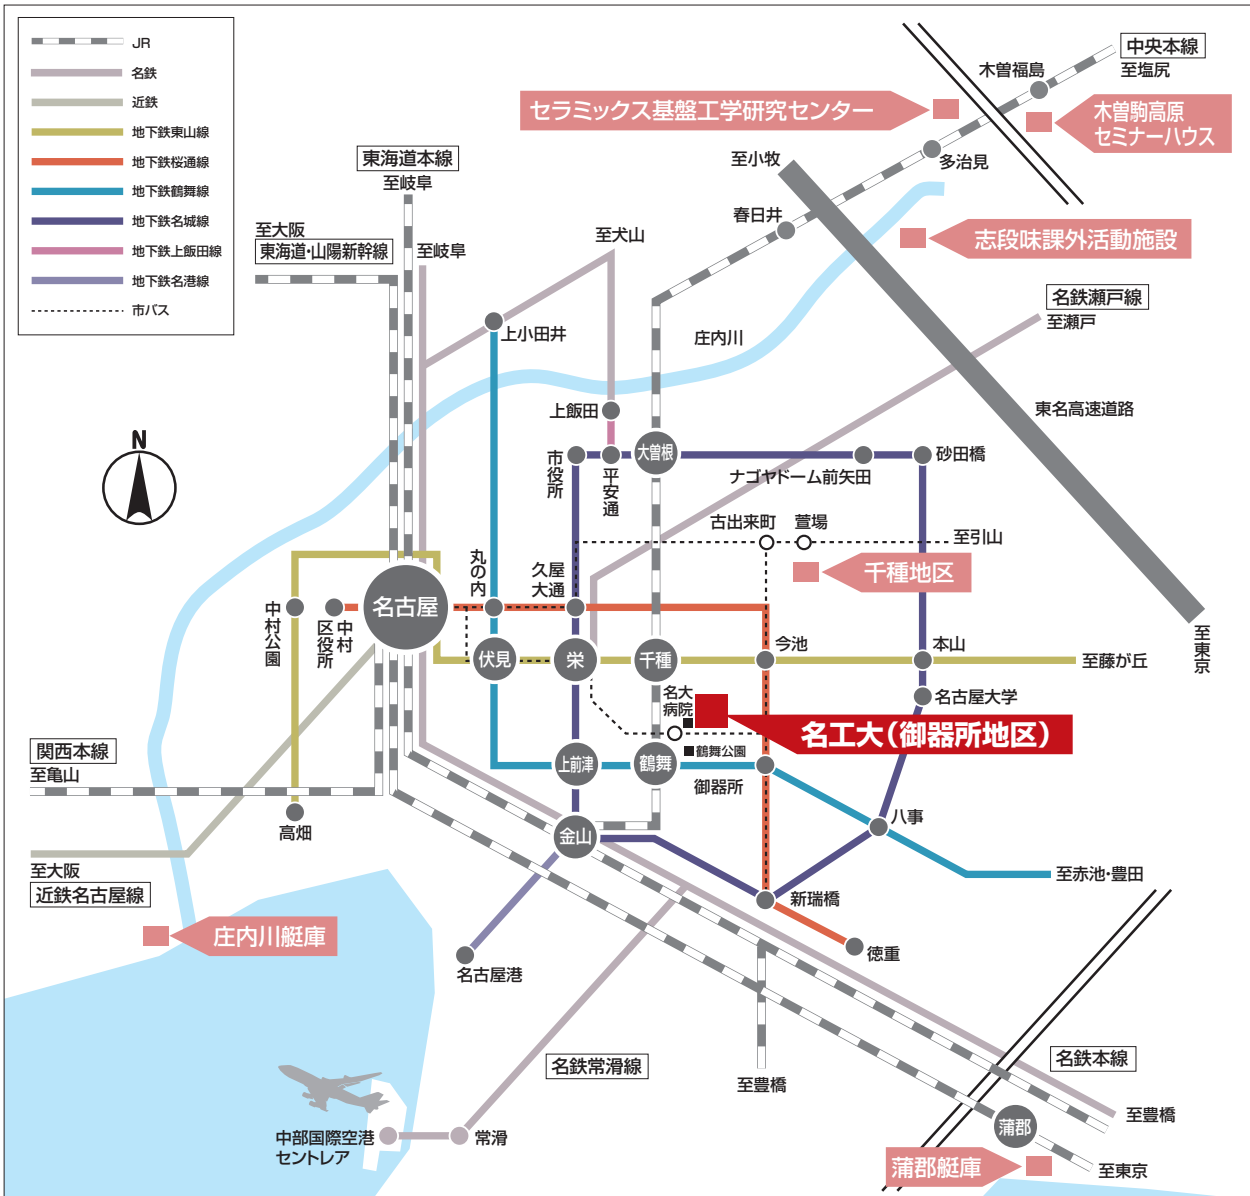 JR
名鉄
近鉄
地下鉄東山線
地下鉄桜通線
地下鉄鶴舞線
地下鉄名城線
地下鉄上飯田線
地下鉄名港線
市バス
中央本線
至塩尻
木曽福島
セラミックス基盤工学研究センター
木曽駒高原
セミナーハウス
多治見
至小牧
春日井
志段味課外活動施設
東海道本線
至岐阜
至大阪
東海道・山陽新幹線
至岐阜
至犬山
名鉄瀬戸線
至瀬戸
上小田井
庄内川
上飯田
東名高速道路
N
市役所
平安通
大曽根
ナゴヤドーム前矢田
砂田橋
古出来町
萱場
至引山
千種地区
丸の内
久屋
大通
名古屋
中村公園
中村
区役所
伏見
栄
千種
今池
本山
至藤が丘
至東京
名古屋大学
名大
病院
名工大(御器所地区)
鶴舞公園
関西本線
至亀山
上前津
鶴舞
御器所
高畑
金山
八事
至大阪
近鉄名古屋線
至赤池・豊田
新瑞橋
庄内川艇庫
徳重
名古屋港
名鉄常滑線
至豊橋
名鉄本線
至豊橋
中部国際空港
セントレア
常滑
蒲郡
蒲郡艇庫
至東京